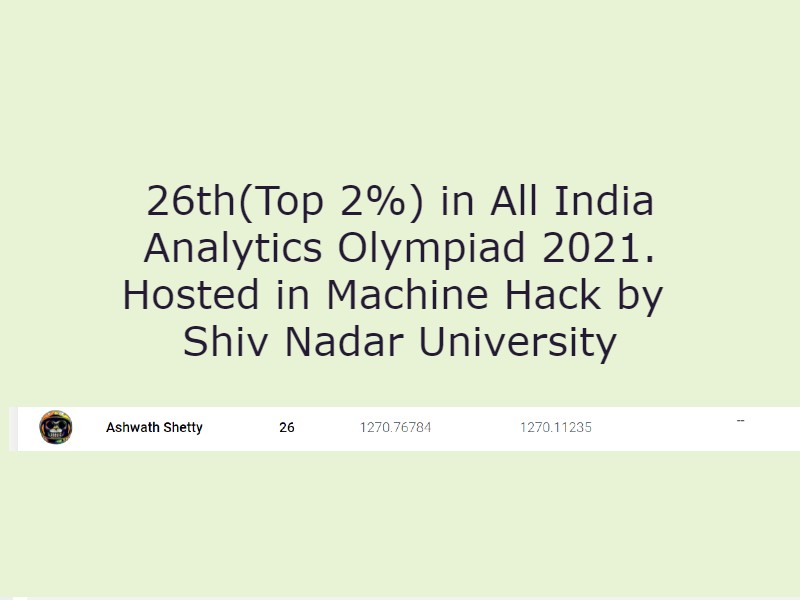 26th(Top 2%) in All India
Analytics Olympiad 2021.
Hosted in Machine Hack by
Shiv Nadar University
Ashwath Shetty 26 1270.76784 1270.11235 --